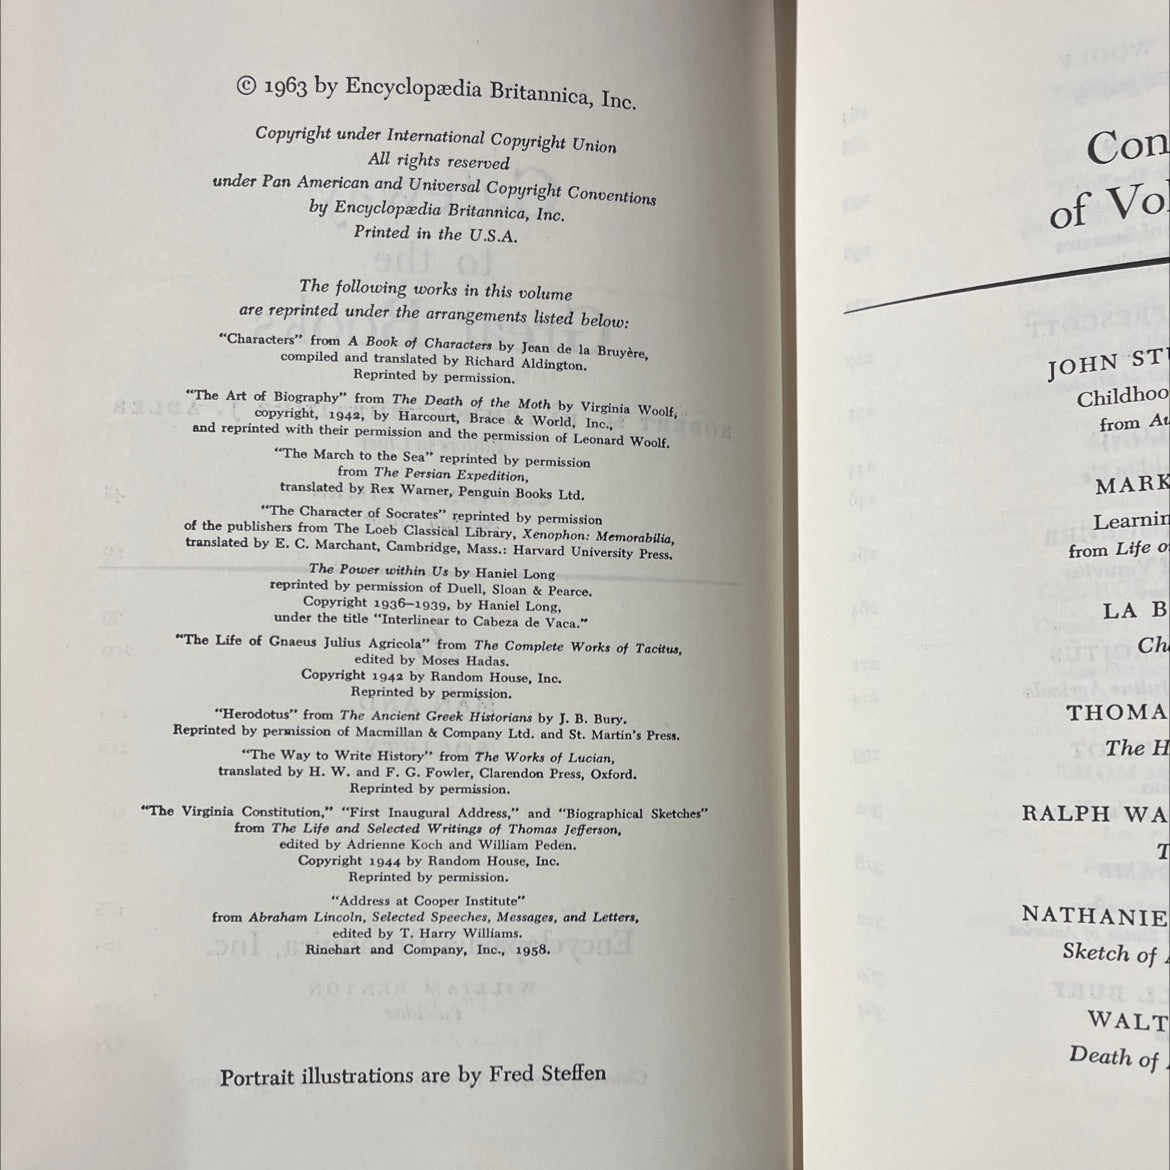 © 1963 by Encyclopædia Britannica, Inc.
Copyright under International Copyright Union
All rights reserved
under Pan American and Universal Copyright Conventions
by Encyclopædia Britannica, Inc.
Printed in the U.S.A.
The following works in this volume
are reprinted under the arrangements listed below:
“Characters” from A Book of Characters by Jean de la Bruyère,
compiled and translated by Richard Aldington.
Reprinted by permission.
“The Art of Biography” from The Death of the Moth by Virginia Woolf,
copyright, 1942, by Harcourt, Brace & World, Inc.,
and reprinted with their permission and the permission of Leonard Woolf.
“The March to the Sea” reprinted by permission
from The Persian Expedition,
translated by Rex Warner, Penguin Books Ltd.
“The Character of Socrates” reprinted by permission
of the publishers from The Loeb Classical Library, Xenophon: Memorabilia,
translated by E. C. Marchant, Cambridge, Mass.: Harvard University Press.
The Power within Us by Haniel Long
reprinted by permission of Duell, Sloan & Pearce.
Copyright 1936–1939, by Haniel Long,
under the title “Interlinear to Cabeza de Vaca.”
“The Life of Gnaeus Julius Agricola” from The Complete Works of Tacitus,
edited by Moses Hadas.
Copyright 1942 by Random House, Inc.
Reprinted by permission.
“Herodotus” from The Ancient Greek Historians by J. B. Bury.
Reprinted by permission of Macmillan & Company Ltd. and St. Martin's Press.
“The Way to Write History” from The Works of Lucian,
translated by H. W. and F. G. Fowler, Clarendon Press, Oxford.
Reprinted by permission.
“The Virginia Constitution,” “First Inaugural Address,” and “Biographical Sketches”
from The Life and Selected Writings of Thomas Jefferson,
edited by Adrienne Koch and William Peden.
Copyright 1944 by Random House, Inc.
Reprinted by permission.
“Address at Cooper Institute”
from Abraham Lincoln, Selected Speeches, Messages, and Letters,
edited by T. Harry Williams.
Rinehart and Company, Inc., 1958.
Portrait illustrations are by Fred Steffen
Con
of Vol
JOHN STU
Childhoo
from Au
MARK
Learnin
from Life o
LA B
Cha
THOMA
The H
RALPH WA
T
NATHANIE
Sketch of A
WALT
Death of